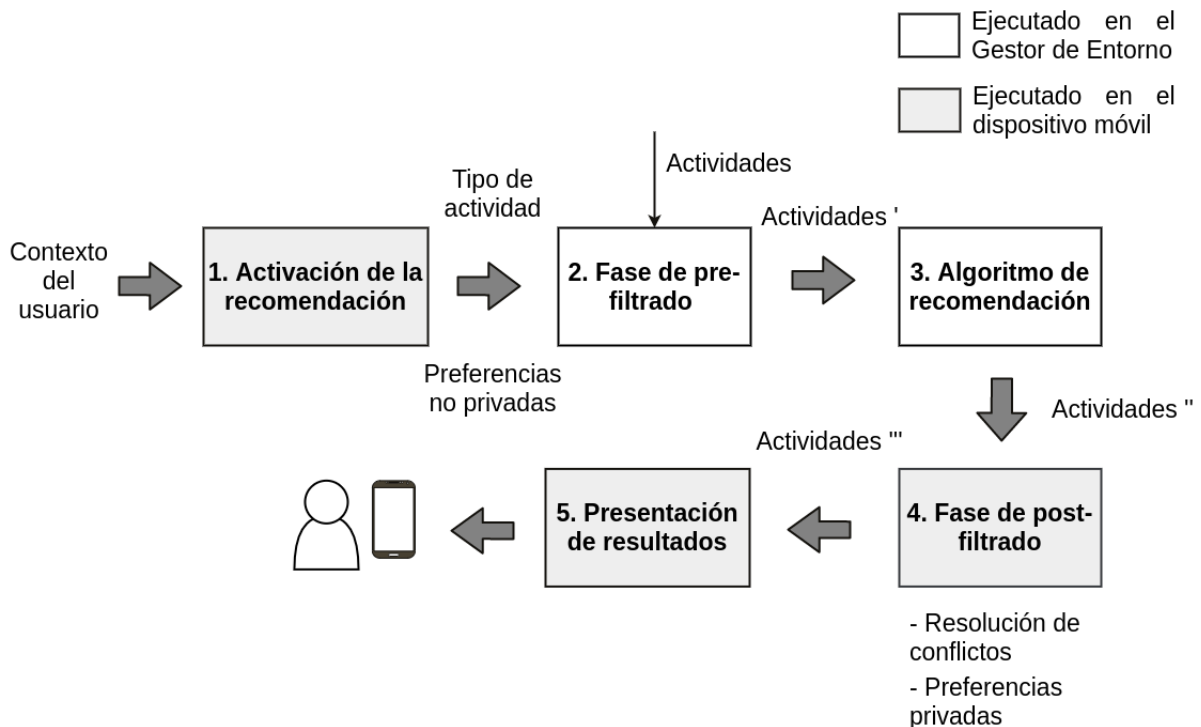 Ejecutado en el
Gestor de Entorno
Ejecutado en el
dispositivo móvil
Contexto
del
usuario
1. Activación de la
recomendación
Tipo de
actividad
Preferencias
no privadas
Actividades
2. Fase de pre-
filtrado
Actividades '
3. Algoritmo de
recomendación
Actividades ''
4. Fase de post-
filtrado
- Resolución de
conflictos
- Preferencias
privadas
Actividades '''
5. Presentación
de resultados